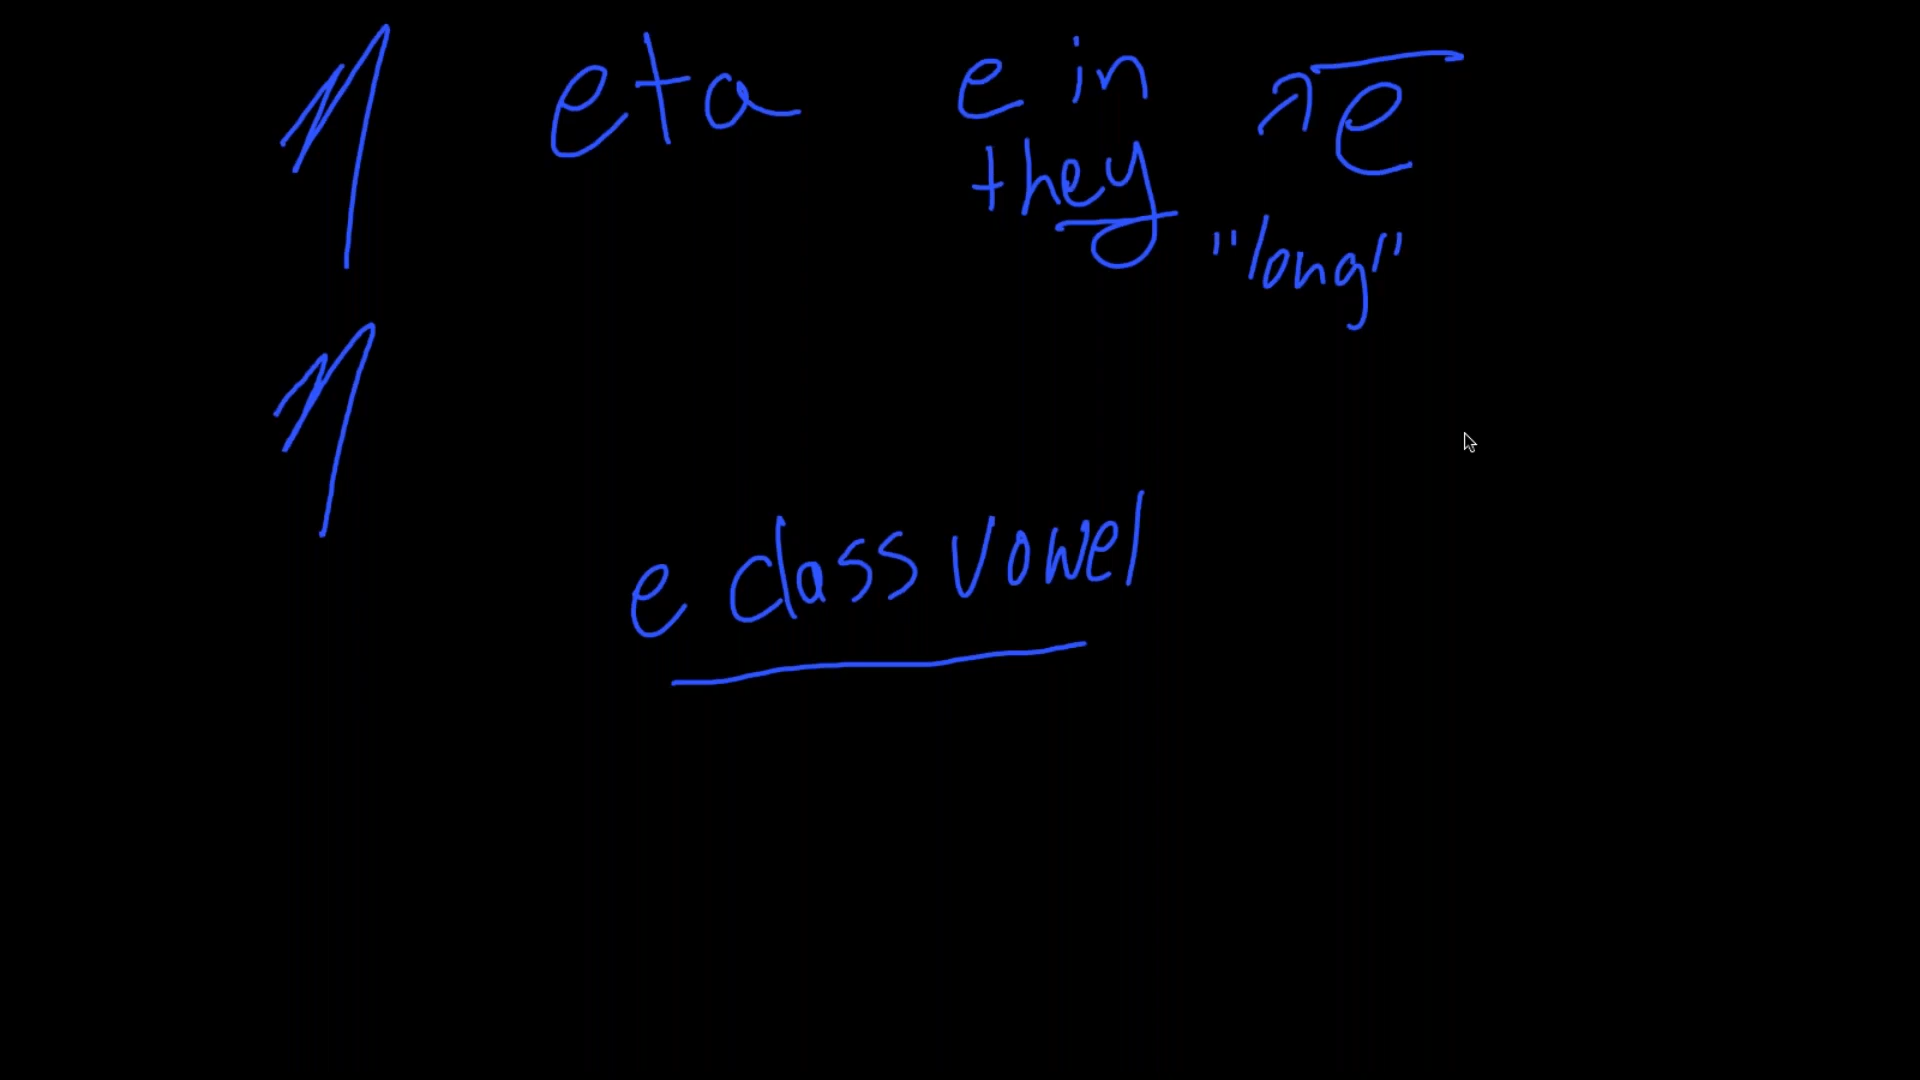 η eta e in they ē
"long"
η
e class vowel